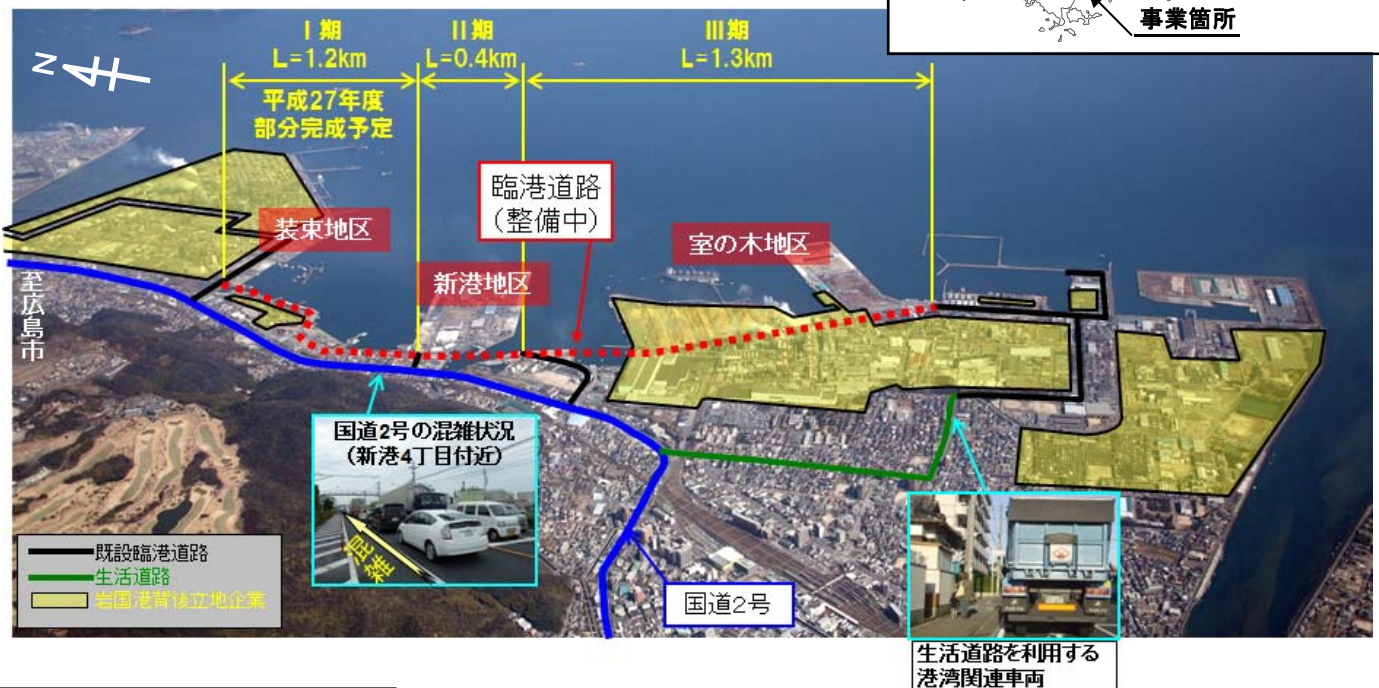 事業箇所
N
Ⅰ期
L=1.2km
平成27年度
部分完成予定
Ⅱ期
L=0.4km
Ⅲ期
L=1.3km
臨港道路
(整備中)
装束地区
新港地区
室の木地区
至広島市
国道2号の混雑状況
(新港4丁目付近)
混雑
国道2号
既設臨港道路
生活道路
岩国港背後立地企業
生活道路を利用する
港湾関連車両